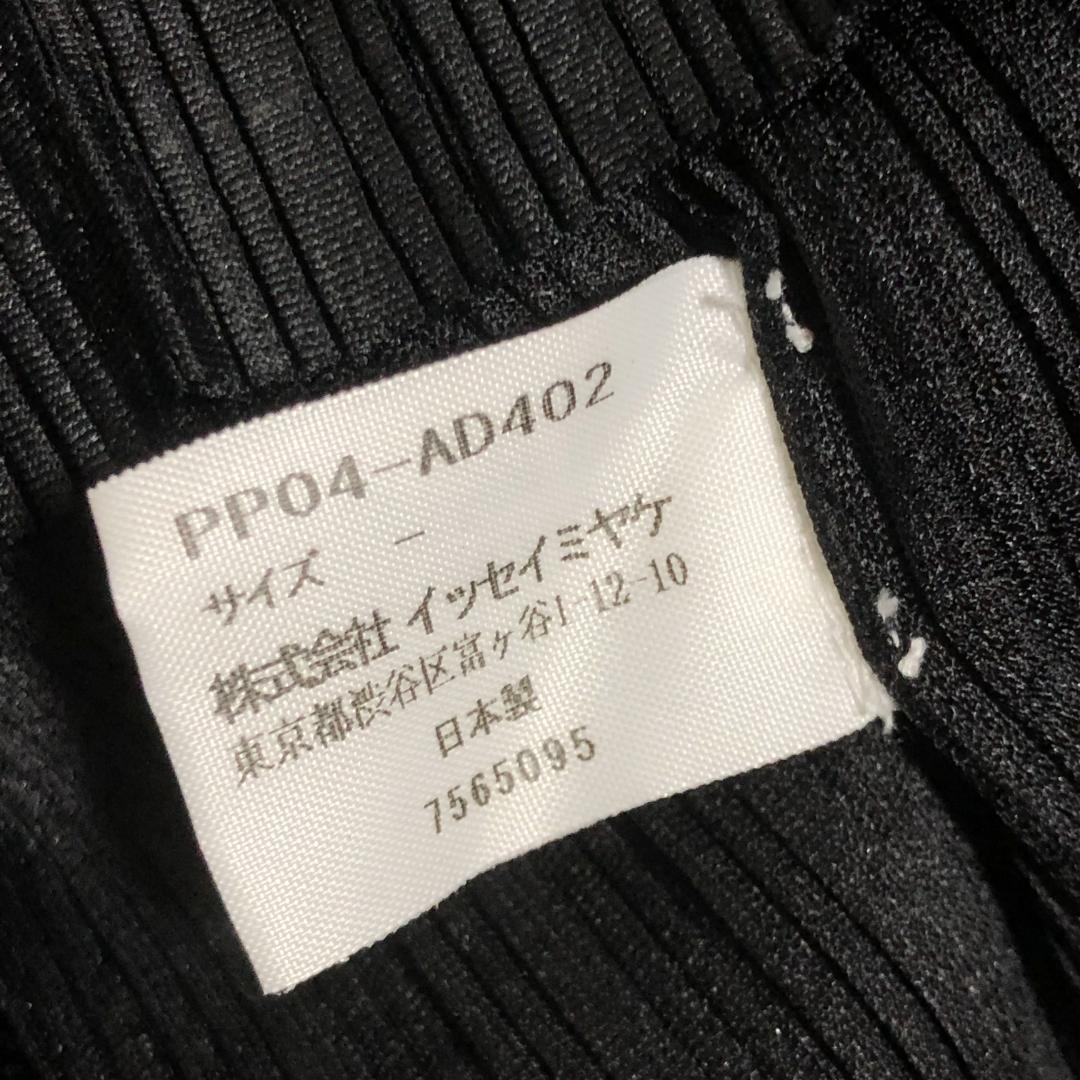 PP04-AD402
サイズ -
株式会社 イッセイミヤケ
東京都渋谷区富ヶ谷1-12-10
日本製
7565095